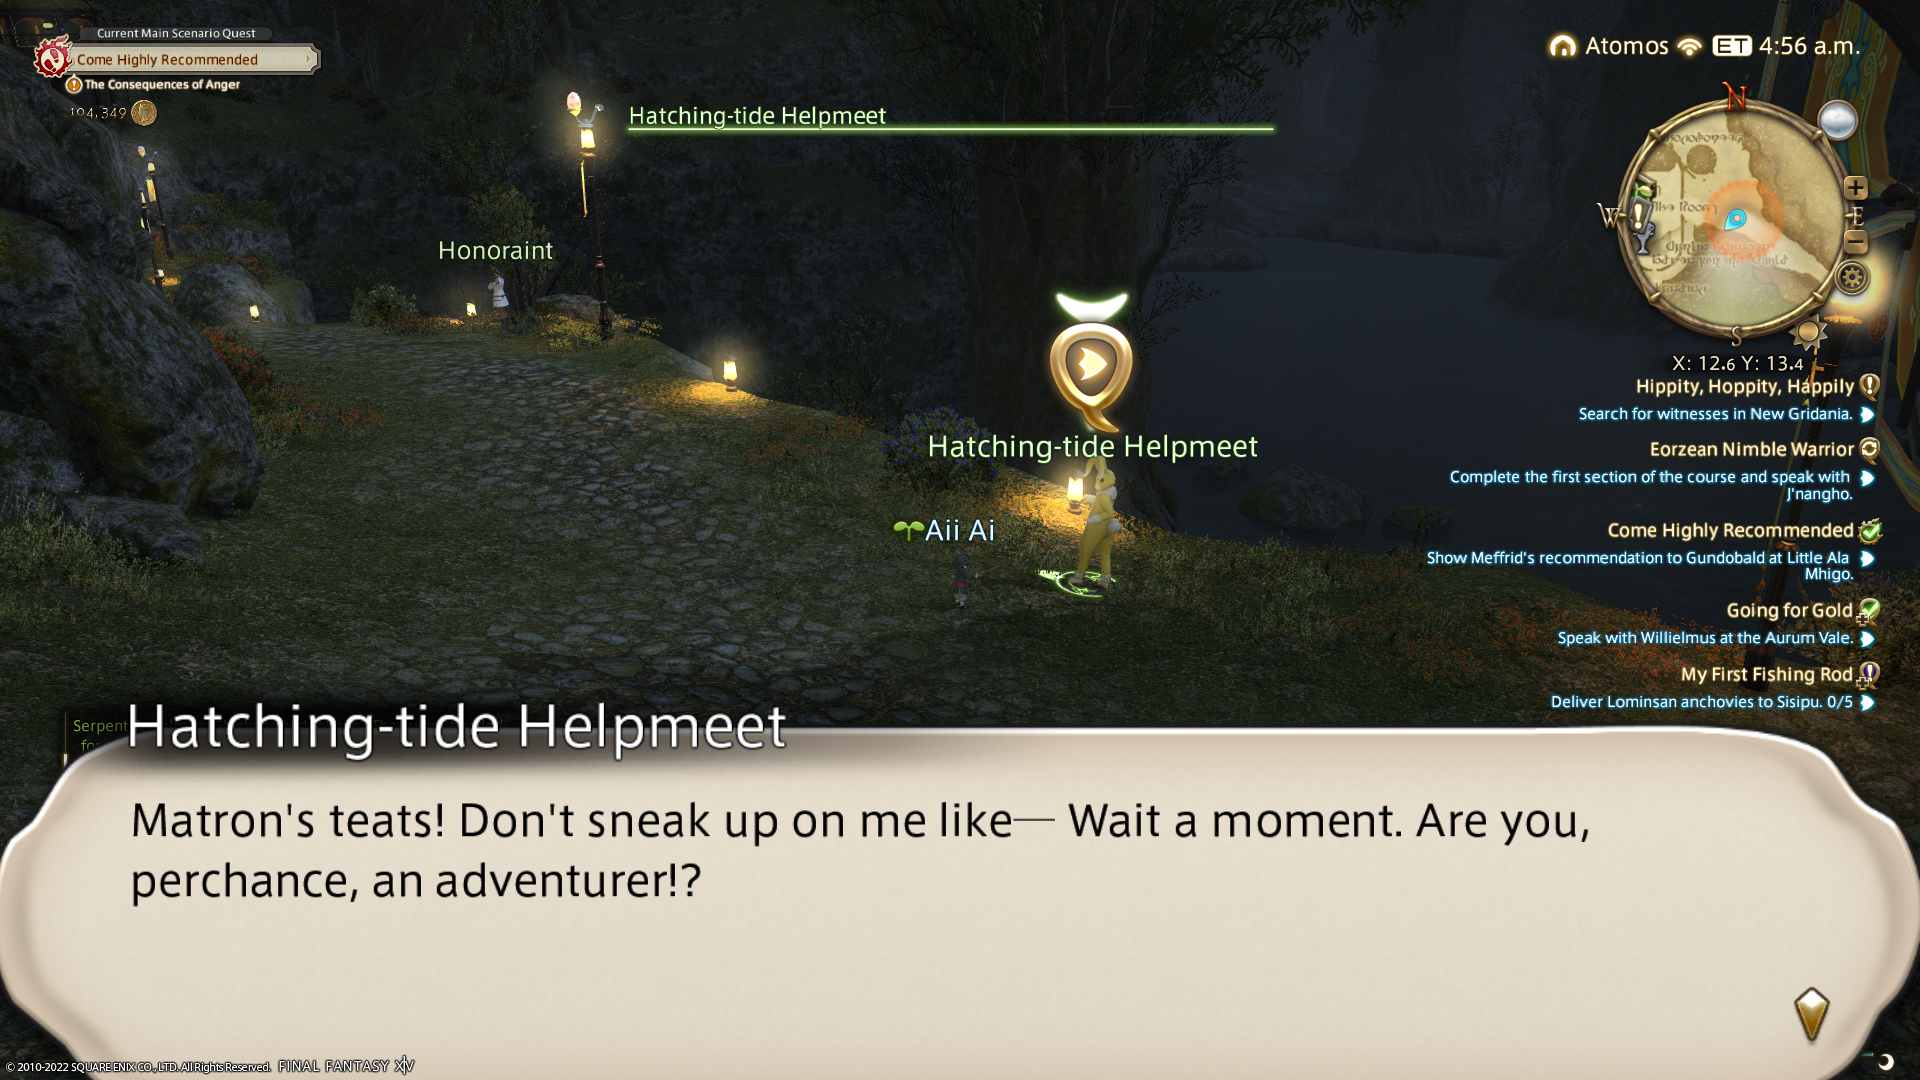 Current Main Scenario Quest
Come Highly Recommended
The Consequences of Anger
104,349
Hatching-tide Helpmeet
Atomos ET 4:56 a.m.
N
W
E
S
X: 12.6 Y: 13.4
Honoraint
Hatching-tide Helpmeet
Aii Ai
Hippity, Hoppity, Happily
Search for witnesses in New Gridania.
Eorzean Nimble Warrior
Complete the first section of the course and speak with
J'nangho.
Come Highly Recommended
Show Meffrid's recommendation to Gundobald at Little Ala
Mhigo.
Going for Gold
Speak with Willielmus at the Aurum Vale.
My First Fishing Rod
Deliver Lominsan anchovies to Sisipu. 0/5
Serpent
Hatching-tide Helpmeet
Matron's teats! Don't sneak up on me like— Wait a moment. Are you,
perchance, an adventurer!?
© 2010-2022 SQUARE ENIX CO., LTD. All Rights Reserved. FINAL FANTASY XIV